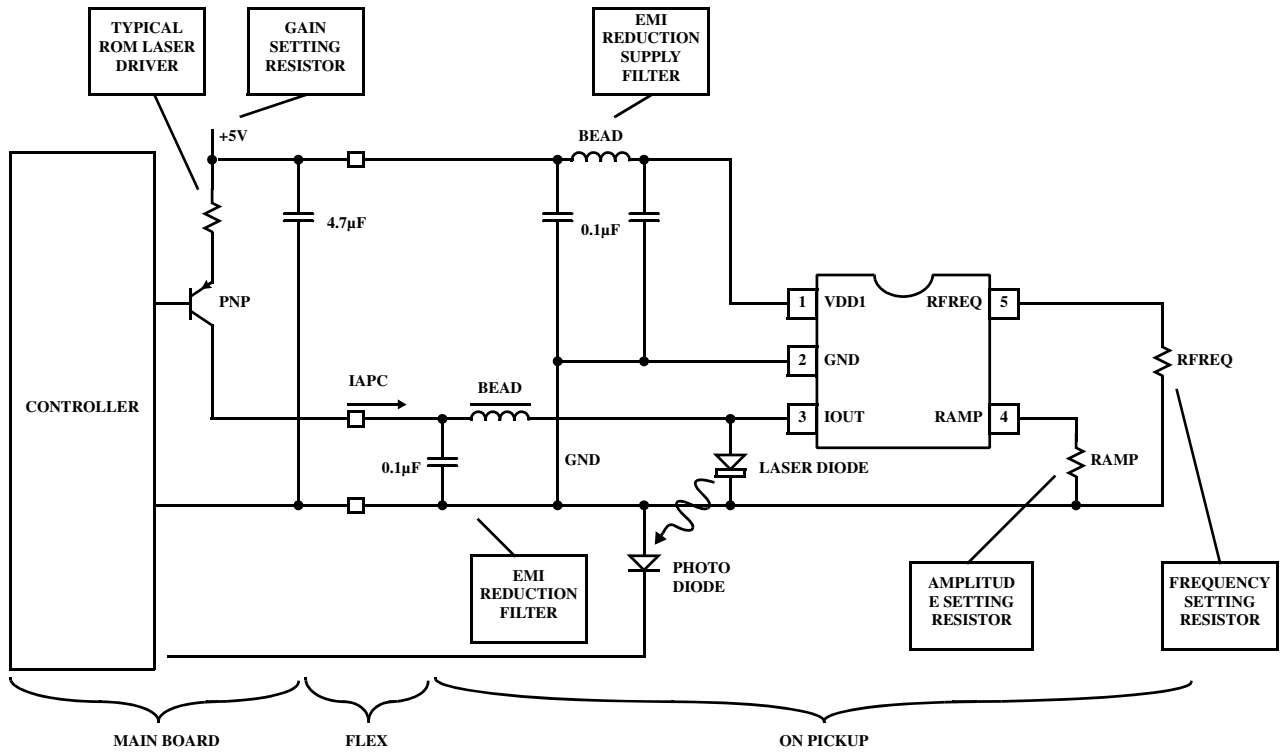 TYPICAL
ROM LASER
DRIVER
GAIN
SETTING
RESISTOR
EMI
REDUCTION
SUPPLY
FILTER
+5V
BEAD
4.7µF
0.1µF
PNP
1
VDD1
RFREQ
5
2
GND
RFREQ
IAPC
BEAD
CONTROLLER
3
IOUT
RAMP
4
0.1µF
GND
LASER DIODE
RAMP
PHOTO
DIODE
EMI
REDUCTION
FILTER
AMPLITUD
E SETTING
RESISTOR
FREQUENCY
SETTING
RESISTOR
MAIN BOARD
FLEX
ON PICKUP